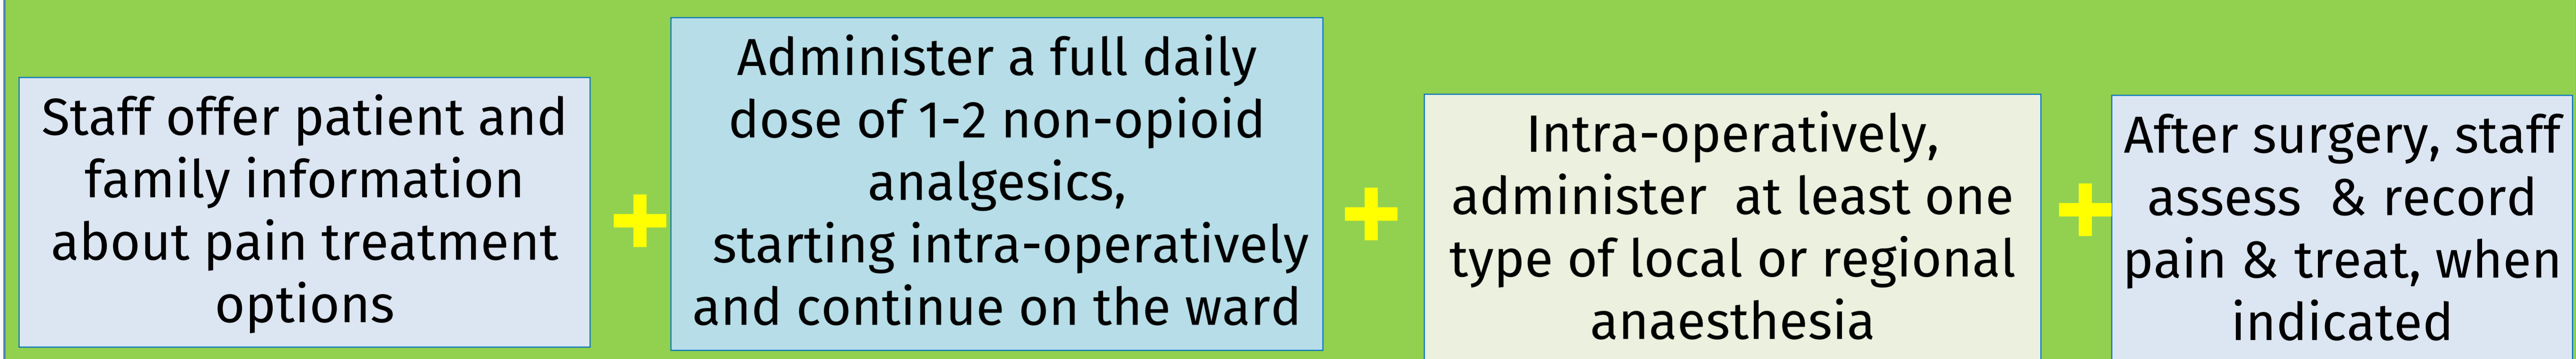 Staff offer patient and
family information
about pain treatment
options
+
Administer a full daily
dose of 1-2 non-opioid
analgesics,
starting intra-operatively
and continue on the ward
+
Intra-operatively,
administer at least one
type of local or regional
anaesthesia
+
After surgery, staff
assess & record
pain & treat, when
indicated